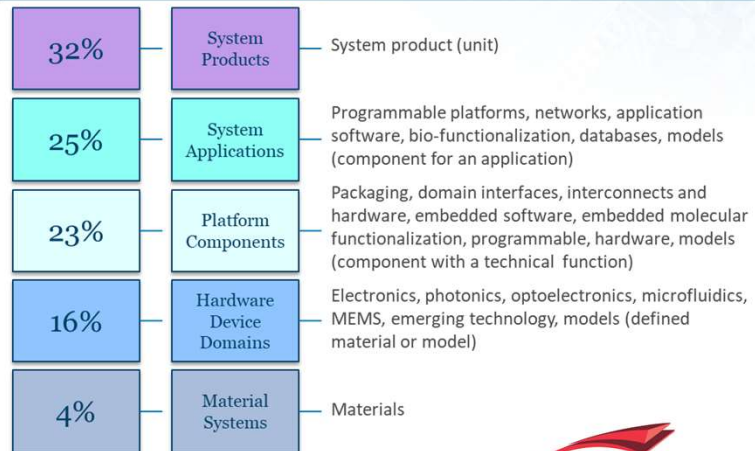 32%
System
Products
System product (unit)
25%
System
Applications
Programmable platforms, networks, application
software, bio-functionalization, databases, models
(component for an application)
23%
Platform
Components
Packaging, domain interfaces, interconnects and
hardware, embedded software, embedded molecular
functionalization, programmable, hardware, models
(component with a technical function)
16%
Hardware
Device
Domains
Electronics, photonics, optoelectronics, microfluidics,
MEMS, emerging technology, models (defined
material or model)
4%
Material
Systems
Materials